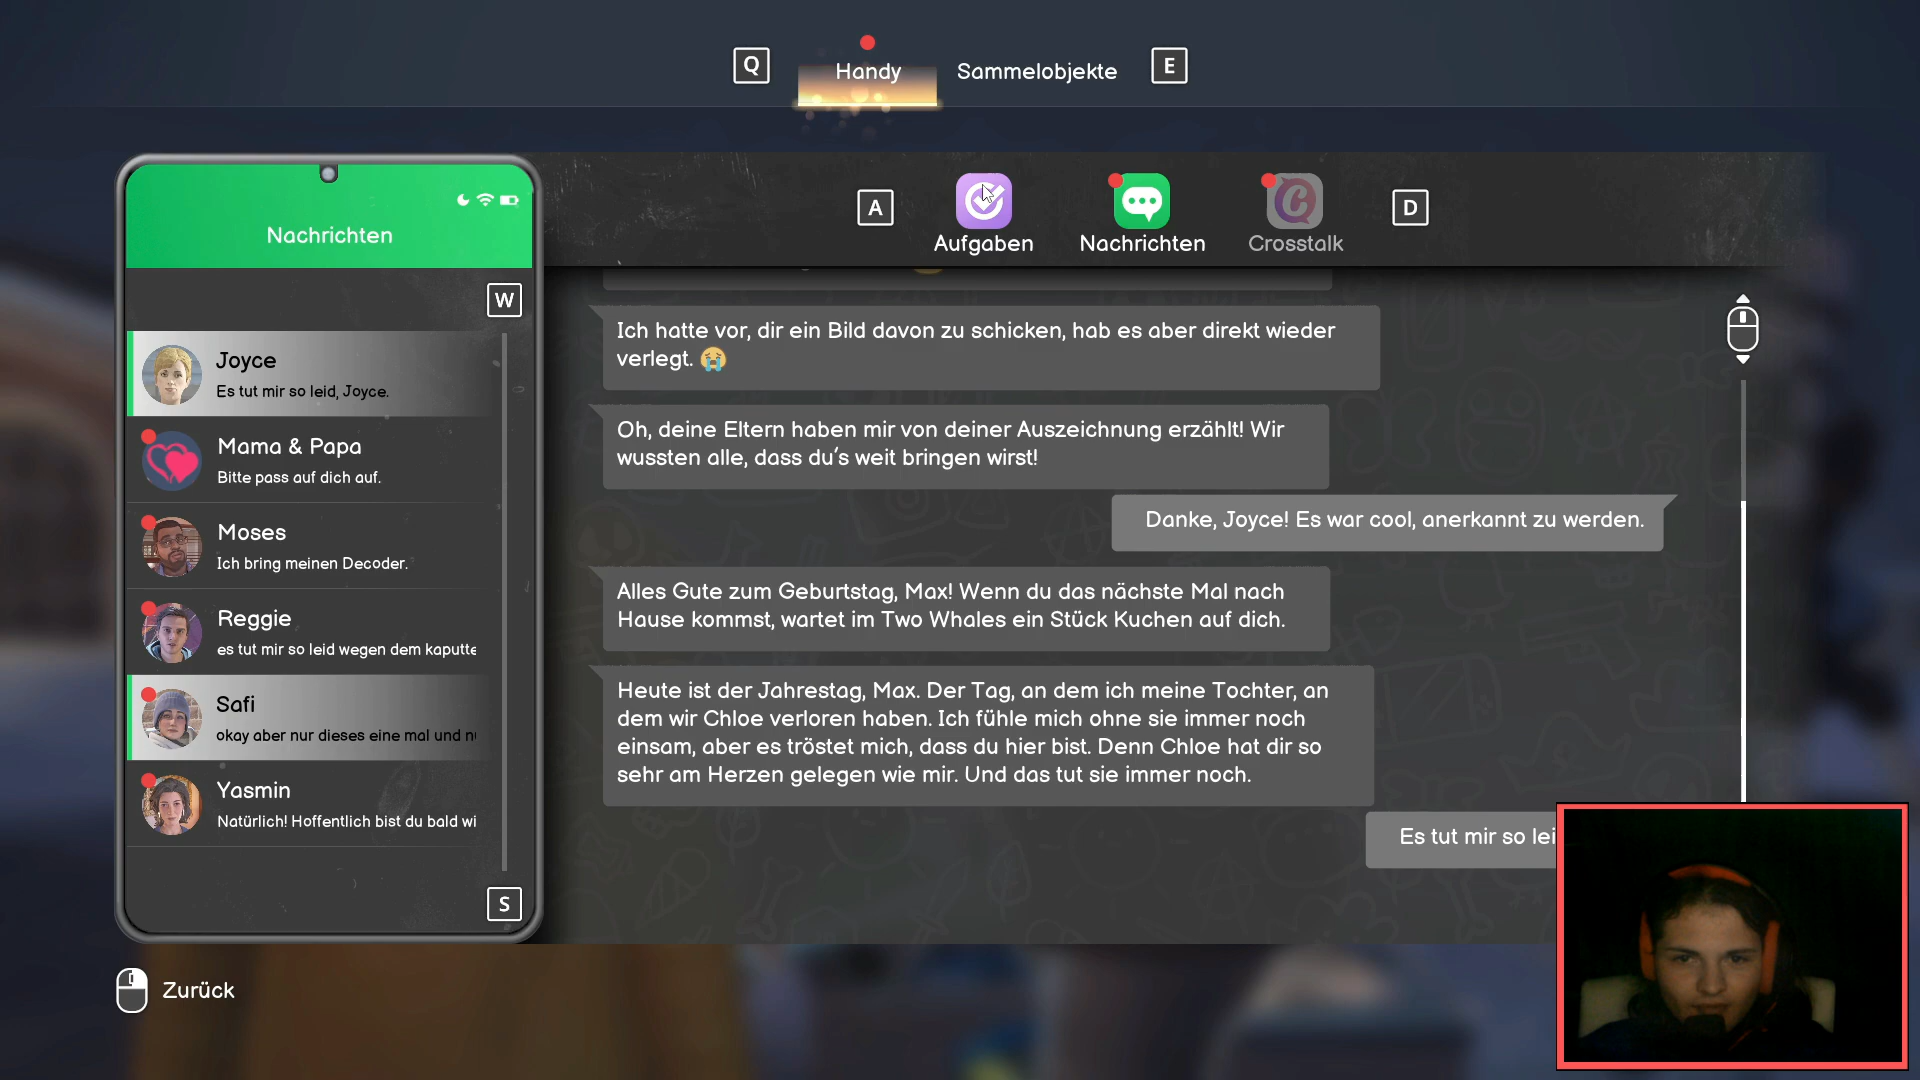 Q
Handy
Sammelobjekte
E
Nachrichten
A
Aufgaben
Nachrichten
Crosstalk
D
W
Joyce
Es tut mir so leid, Joyce.
Mama & Papa
Bitte pass auf dich auf.
Moses
Ich bring meinen Decoder.
Reggie
es tut mir so leid wegen dem kaputte
Safi
okay aber nur dieses eine mal und
Yasmin
Natürlich! Hoffentlich bist du bald wi
S
Ich hatte vor, dir ein Bild davon zu schicken, hab es aber direkt wieder
verlegt. 😭
Oh, deine Eltern haben mir von deiner Auszeichnung erzählt! Wir
wussten alle, dass du's weit bringen wirst!
Danke, Joyce! Es war cool, anerkannt zu werden.
Alles Gute zum Geburtstag, Max! Wenn du das nächste Mal nach
Hause kommst, wartet im Two Whales ein Stück Kuchen auf dich.
Heute ist der Jahrestag, Max. Der Tag, an dem ich meine Tochter, an
dem wir Chloe verloren haben. Ich fühle mich ohne sie immer noch
einsam, aber es tröstet mich, dass du hier bist. Denn Chloe hat dir so
sehr am Herzen gelegen wie mir. Und das tut sie immer noch.
Es tut mir so lei
Zurück